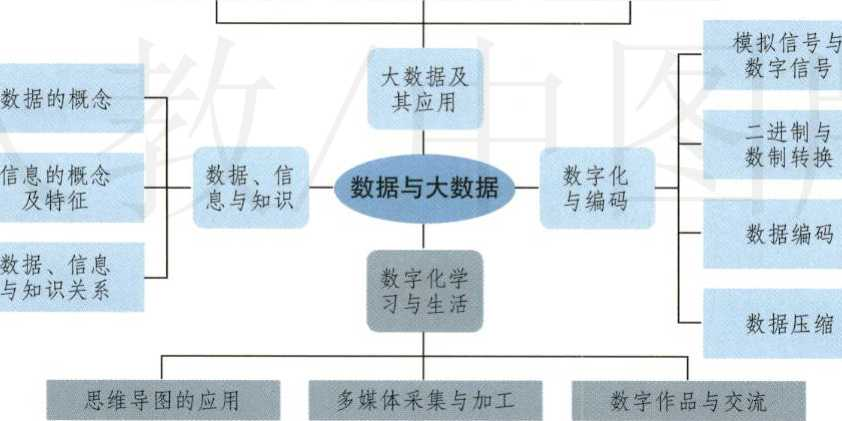 大数据及
其应用
模拟信号与
数字信号
数据的概念
二进制与
数制转换
信息的概念
及特征
数据、信
息与知识
数据与大数据
数字化
与编码
数据编码
数据、信息
与知识关系
数字化学
习与生活
数据压缩
思维导图的应用
多媒体采集与加工
数字作品与交流